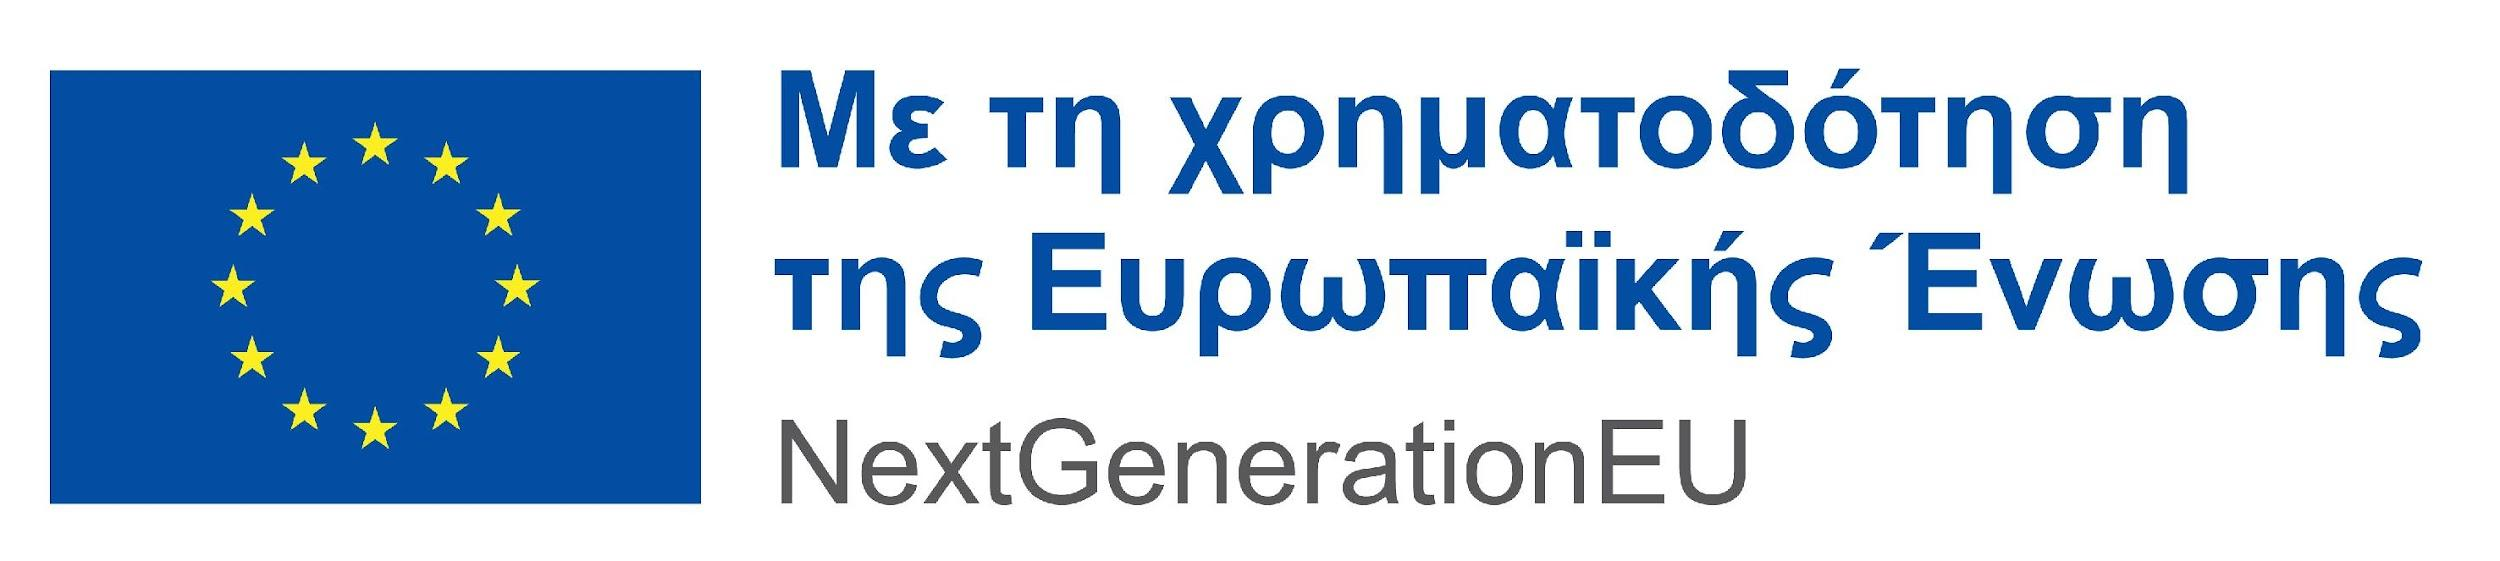 Με τη χρηματοδότηση
της Ευρωπαϊκής Ένωσης
NextGenerationEU